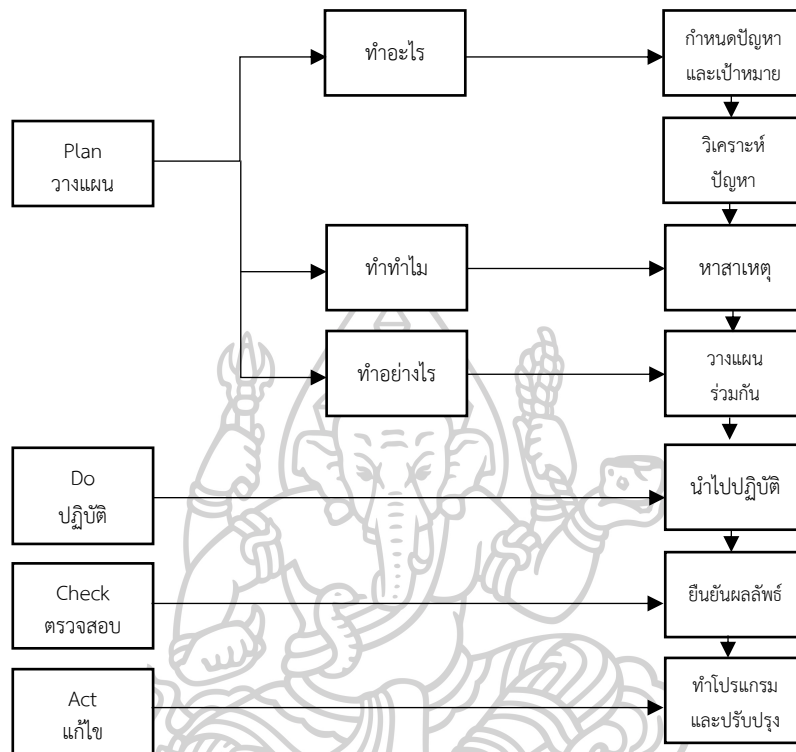 ทำอะไร
กำหนดปัญหา
และเป้าหมาย
Plan
วางแผน
วิเคราะห์
ปัญหา
ทำทำไม
หาสาเหตุ
ทำอย่างไร
วางแผน
ร่วมกัน
Do
ปฏิบัติ
นำไปปฏิบัติ
Check
ตรวจสอบ
ยืนยันผลลัพธ์
Act
แก้ไข
ทำโปรแกรม
และปรับปรุง